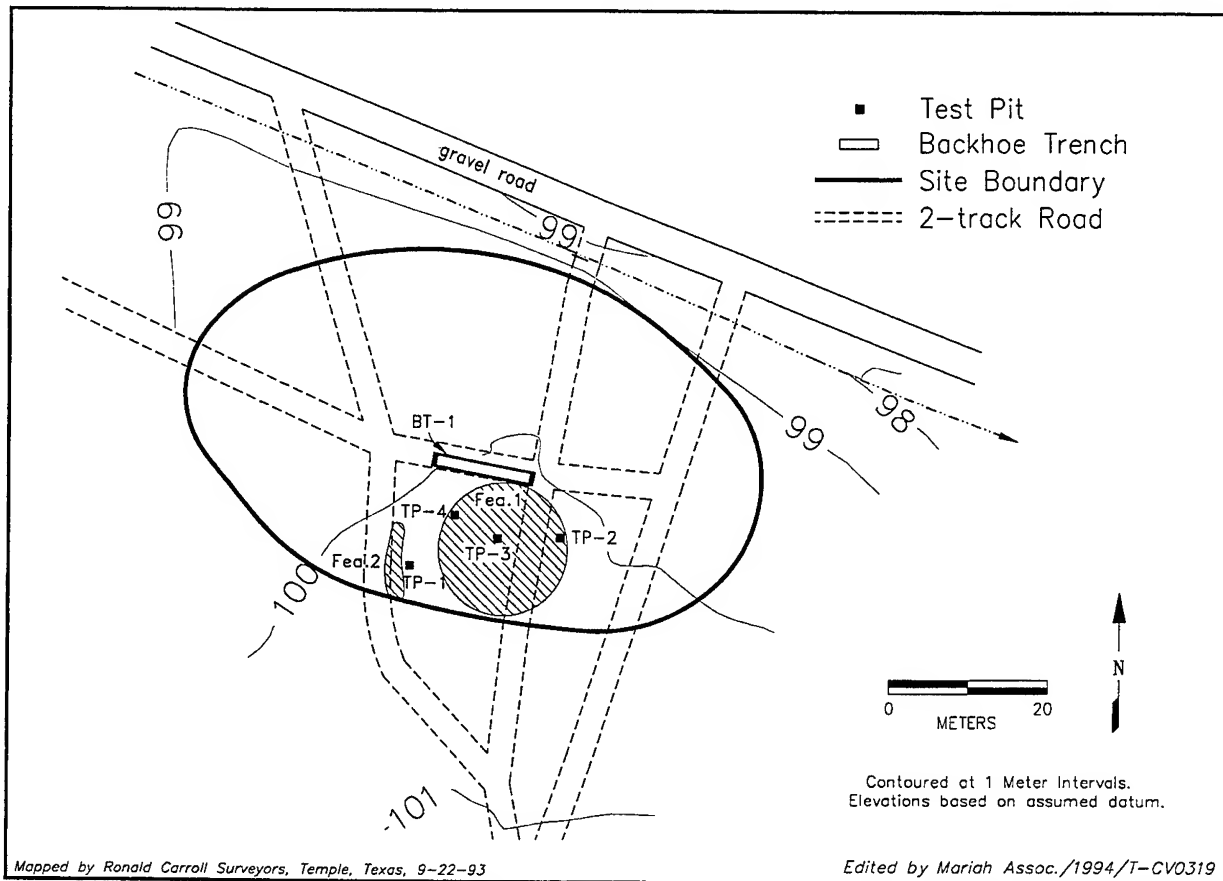 Test Pit
Backhoe Trench
Site Boundary
2-track Road
gravel road
99
99
99
98
BT-1
Fea.1
TP-4
TP-2
TP-3
Fea.2
TP-1
100
101
N
0 20
METERS
Contoured at 1 Meter Intervals.
Elevations based on assumed datum.
Mapped by Ronald Carroll Surveyors, Temple, Texas, 9-22-93
Edited by Mariah Assoc./1994/T-CV0319